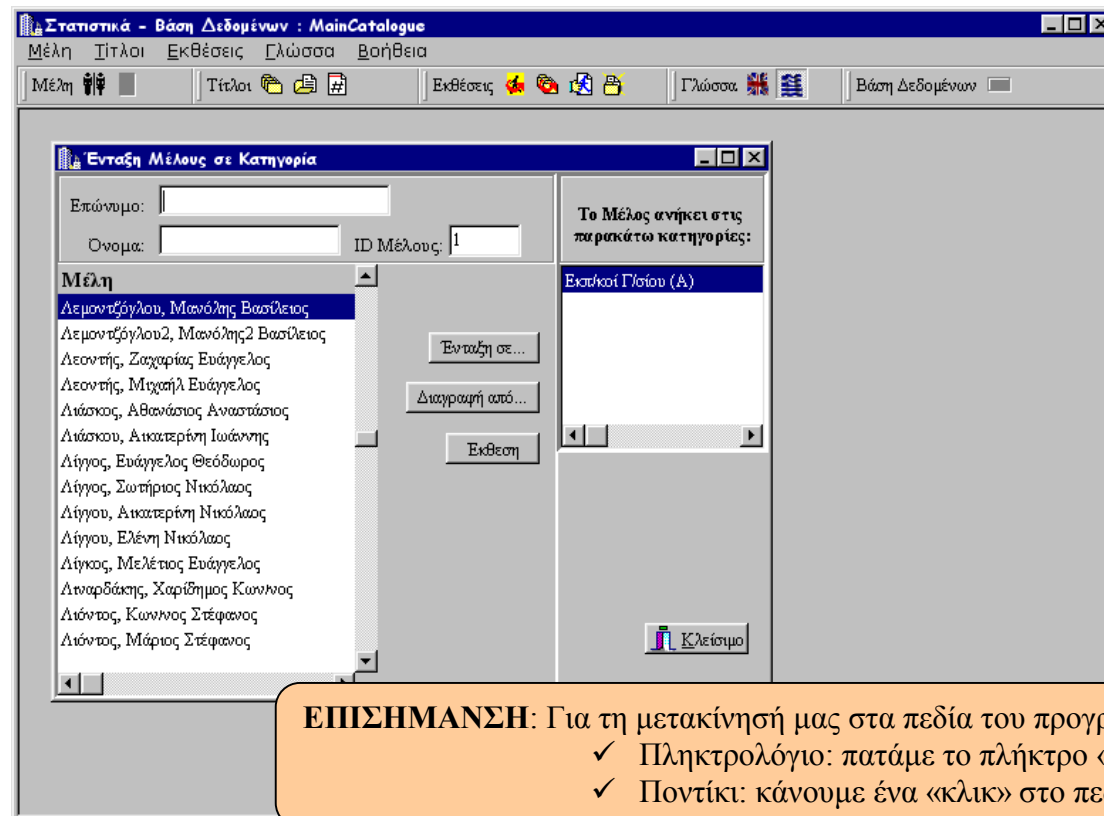 Στατιστικά - Βάση Δεδομένων : MainCatalogue
Μέλη Τίτλοι Εκθέσεις Γλώσσα Βοήθεια
Μέλη Τίτλοι Εκθέσεις Γλώσσα Βάση Δεδομένων
Ένταξη Μέλους σε Κατηγορία
Επώνυμο:
Όνομα: ID Μέλους: 1
Το Μέλος ανήκει στις
παρακάτω κατηγορίες:
Μέλη
Λεμοντζόγλου, Μανόλης Βασίλειος
Λεμοντζόγλου2, Μανόλης2 Βασίλειος
Λεοντής, Ζαχαρίας Ευάγγελος
Λεοντής, Μιχαήλ Ευάγγελος
Λιάσκος, Αθανάσιος Αναστάσιος
Λιάσκου, Αικατερίνη Ιωάννης
Λίγγος, Ευάγγελος Θεόδωρος
Λίγγος, Σωτήριος Νικόλαος
Λίγγου, Αικατερίνη Νικόλαος
Λίγγου, Ελένη Νικόλαος
Λίγκος, Μελέτιος Ευάγγελος
Λιναρδάκης, Χαρίδημος Κων/νος
Λιόντος, Κων/νος Στέφανος
Λιόντος, Μάριος Στέφανος
Ένταξη σε...
Διαγραφή από...
Έκθεση
Εκπ/κοί Γ/σίου (Α)
Κλείσιμο
ΕΠΙΣΗΜΑΝΣΗ: Για τη μετακίνησή μας στα πεδία του προγρ
✓ Πληκτρολόγιο: πατάμε το πλήκτρο «
✓ Ποντίκι: κάνουμε ένα «κλικ» στο πε